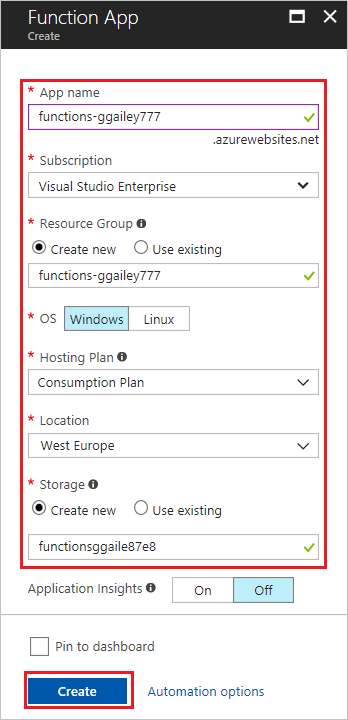 Function App
Create
* App name
functions-ggailey777
.azurewebsites.net
* Subscription
Visual Studio Enterprise
* Resource Group
Create new Use existing
functions-ggailey777
* OS Windows Linux
* Hosting Plan
Consumption Plan
* Location
West Europe
* Storage
Create new Use existing
functionsggaile87e8
Application Insights On Off
Pin to dashboard
Create Automation options